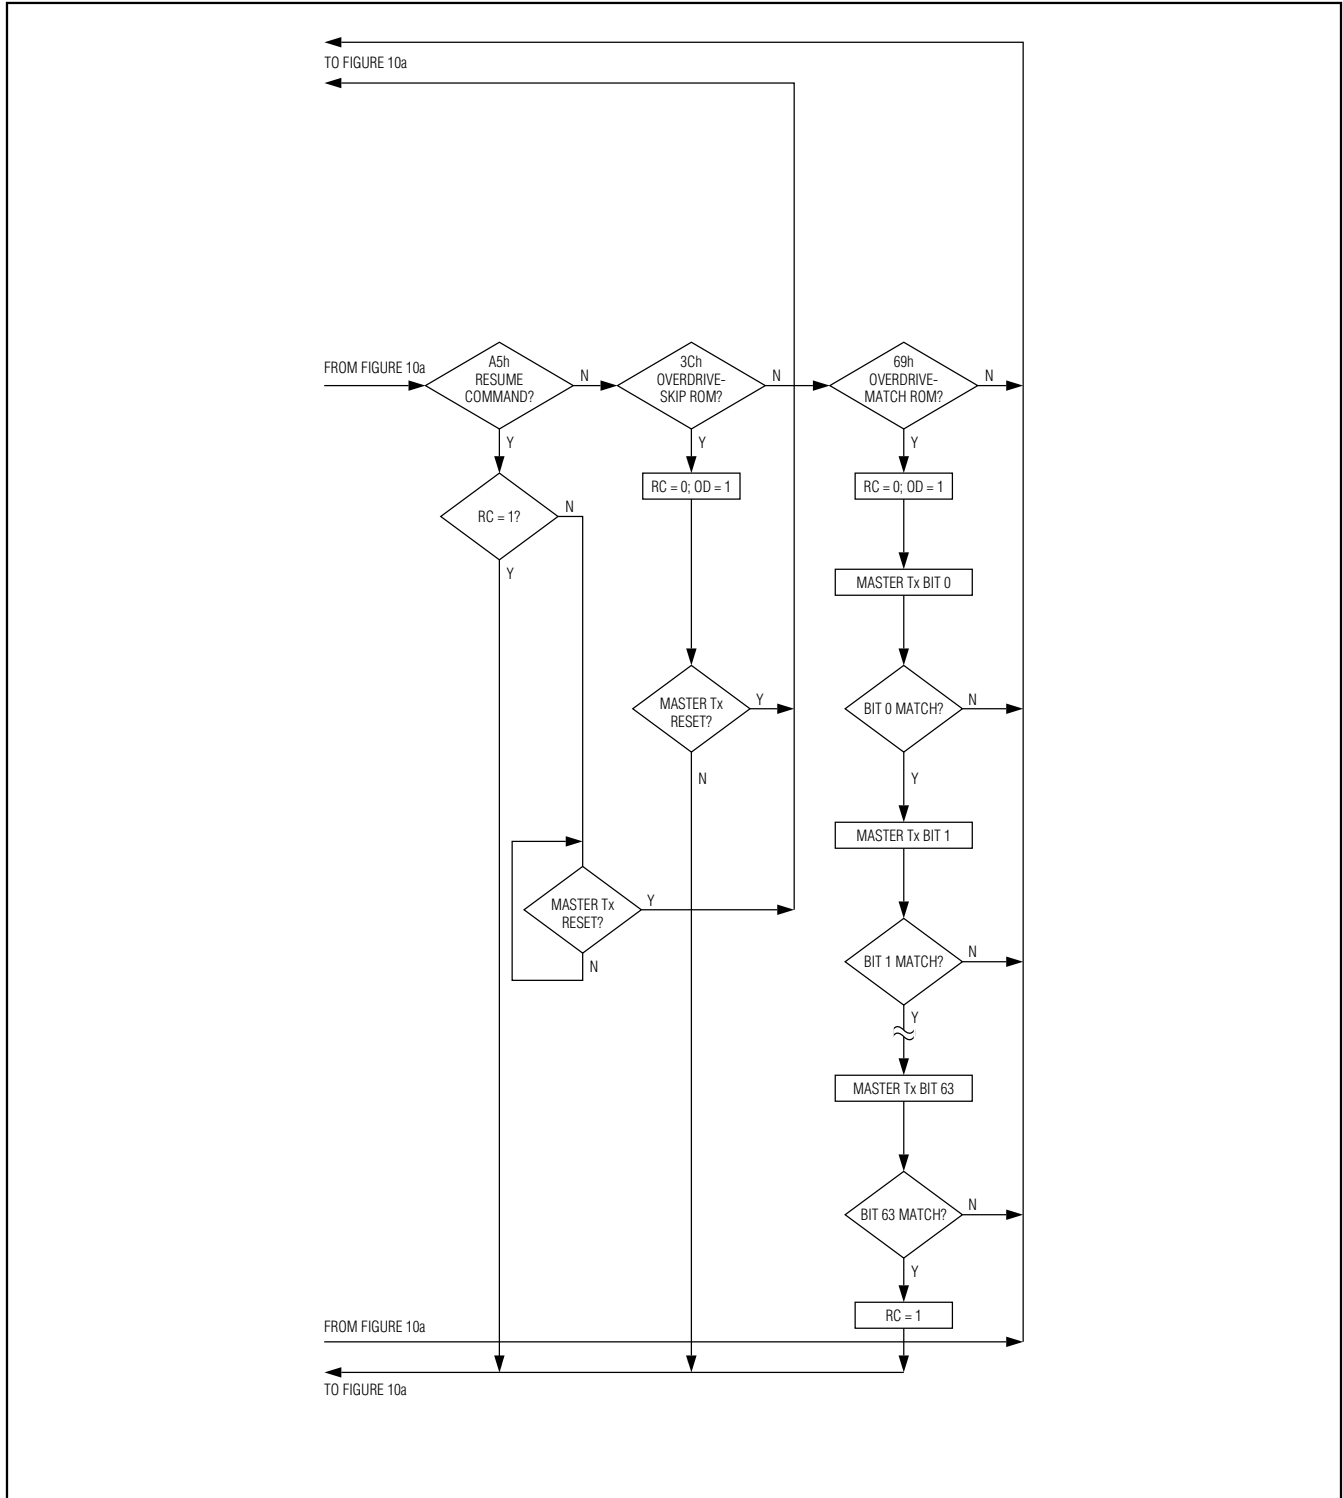 TO FIGURE 10a
FROM FIGURE 10a
A5h
RESUME
COMMAND?
N
3Ch
OVERDRIVE-
SKIP ROM?
N
69h
OVERDRIVE-
MATCH ROM?
N
Y
Y
Y
RC = 1?
N
RC = 0; OD = 1
RC = 0; OD = 1
Y
MASTER Tx BIT 0
MASTER Tx
RESET?
Y
N
BIT 0 MATCH?
N
Y
MASTER Tx BIT 1
MASTER Tx
RESET?
Y
N
BIT 1 MATCH?
N
Y
MASTER Tx BIT 63
BIT 63 MATCH?
N
Y
RC = 1
FROM FIGURE 10a
TO FIGURE 10a